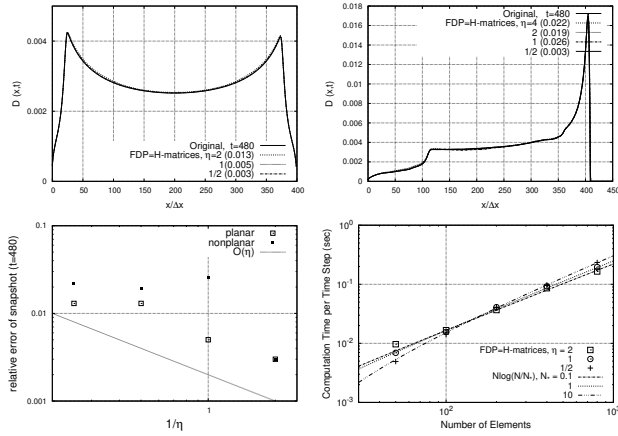 Original, t=480
FDP=H-matrices, η=2 (0.013)
1(0.005)
1/2 (0.003)
D (x,t)
0.004
0.002
0
0 50 100 150 200 250 300 350 400
x/Δx
Original, t=480
FDP=H-matrices, η=4 (0.022)
2 (0.019)
1 (0.026)
1/2 (0.003)
D (x,t)
0.018
0.016
0.014
0.012
0.01
0.008
0.006
0.004
0.002
0
0 50 100 150 200 250 300 350 400 450
x/Δx
planar
nonplanar
O(η)
relative error of snapshot (t=480)
0.1
0.01
0.001
1
1/η
Computation Time per Time Step (sec)
10⁰
10⁻¹
10⁻²
10⁻³
FDP=H-matrices, η = 2
1
1/2
Nlog(N/N*), N* = 0.1
1
10
10²
10³
Number of Elements